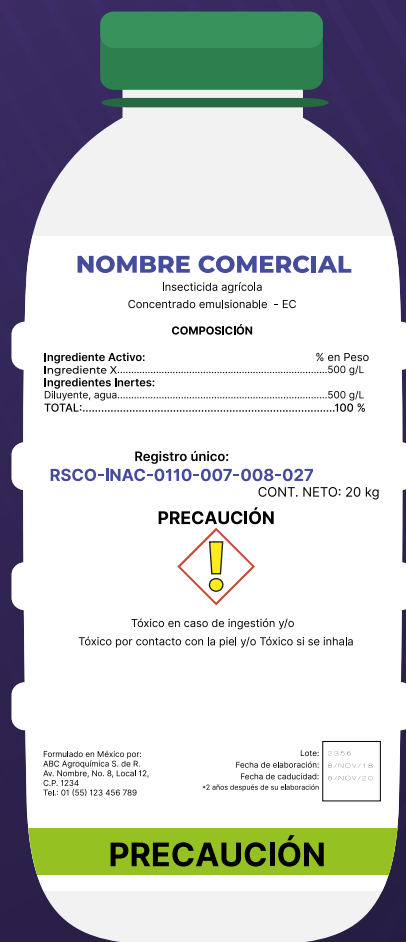 NOMBRE COMERCIAL
Insecticida agrícola
Concentrado emulsionable - EC
COMPOSICIÓN
Ingrediente Activo: % en Peso
Ingrediente X.......................................................................500 g/L
Ingredientes Inertes:
Diluyente, agua.......................................................................500 g/L
TOTAL:.......................................................................100 %
Registro único:
RSCO-INAC-0110-007-008-027
CONT. NETO: 20 kg
PRECAUCIÓN
!
Tóxico en caso de ingestión y/o
Tóxico por contacto con la piel y/o Tóxico si se inhala
Formulado en México por:
ABC Agroquímica S. de R.
Av. Nombre, No. 8, Local 12,
C.P. 1234
Tel.: 01 (55) 123 456 789
Lote: 2356
Fecha de elaboración: 8/NOV/18
Fecha de caducidad: 8/NOV/20
*2 años después de su elaboración
PRECAUCIÓN